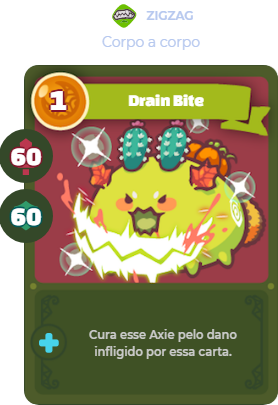 ZIGZAG
Corpo a corpo
1
Drain Bite
60
60
Cura esse Axie pelo dano
infligido por essa carta.